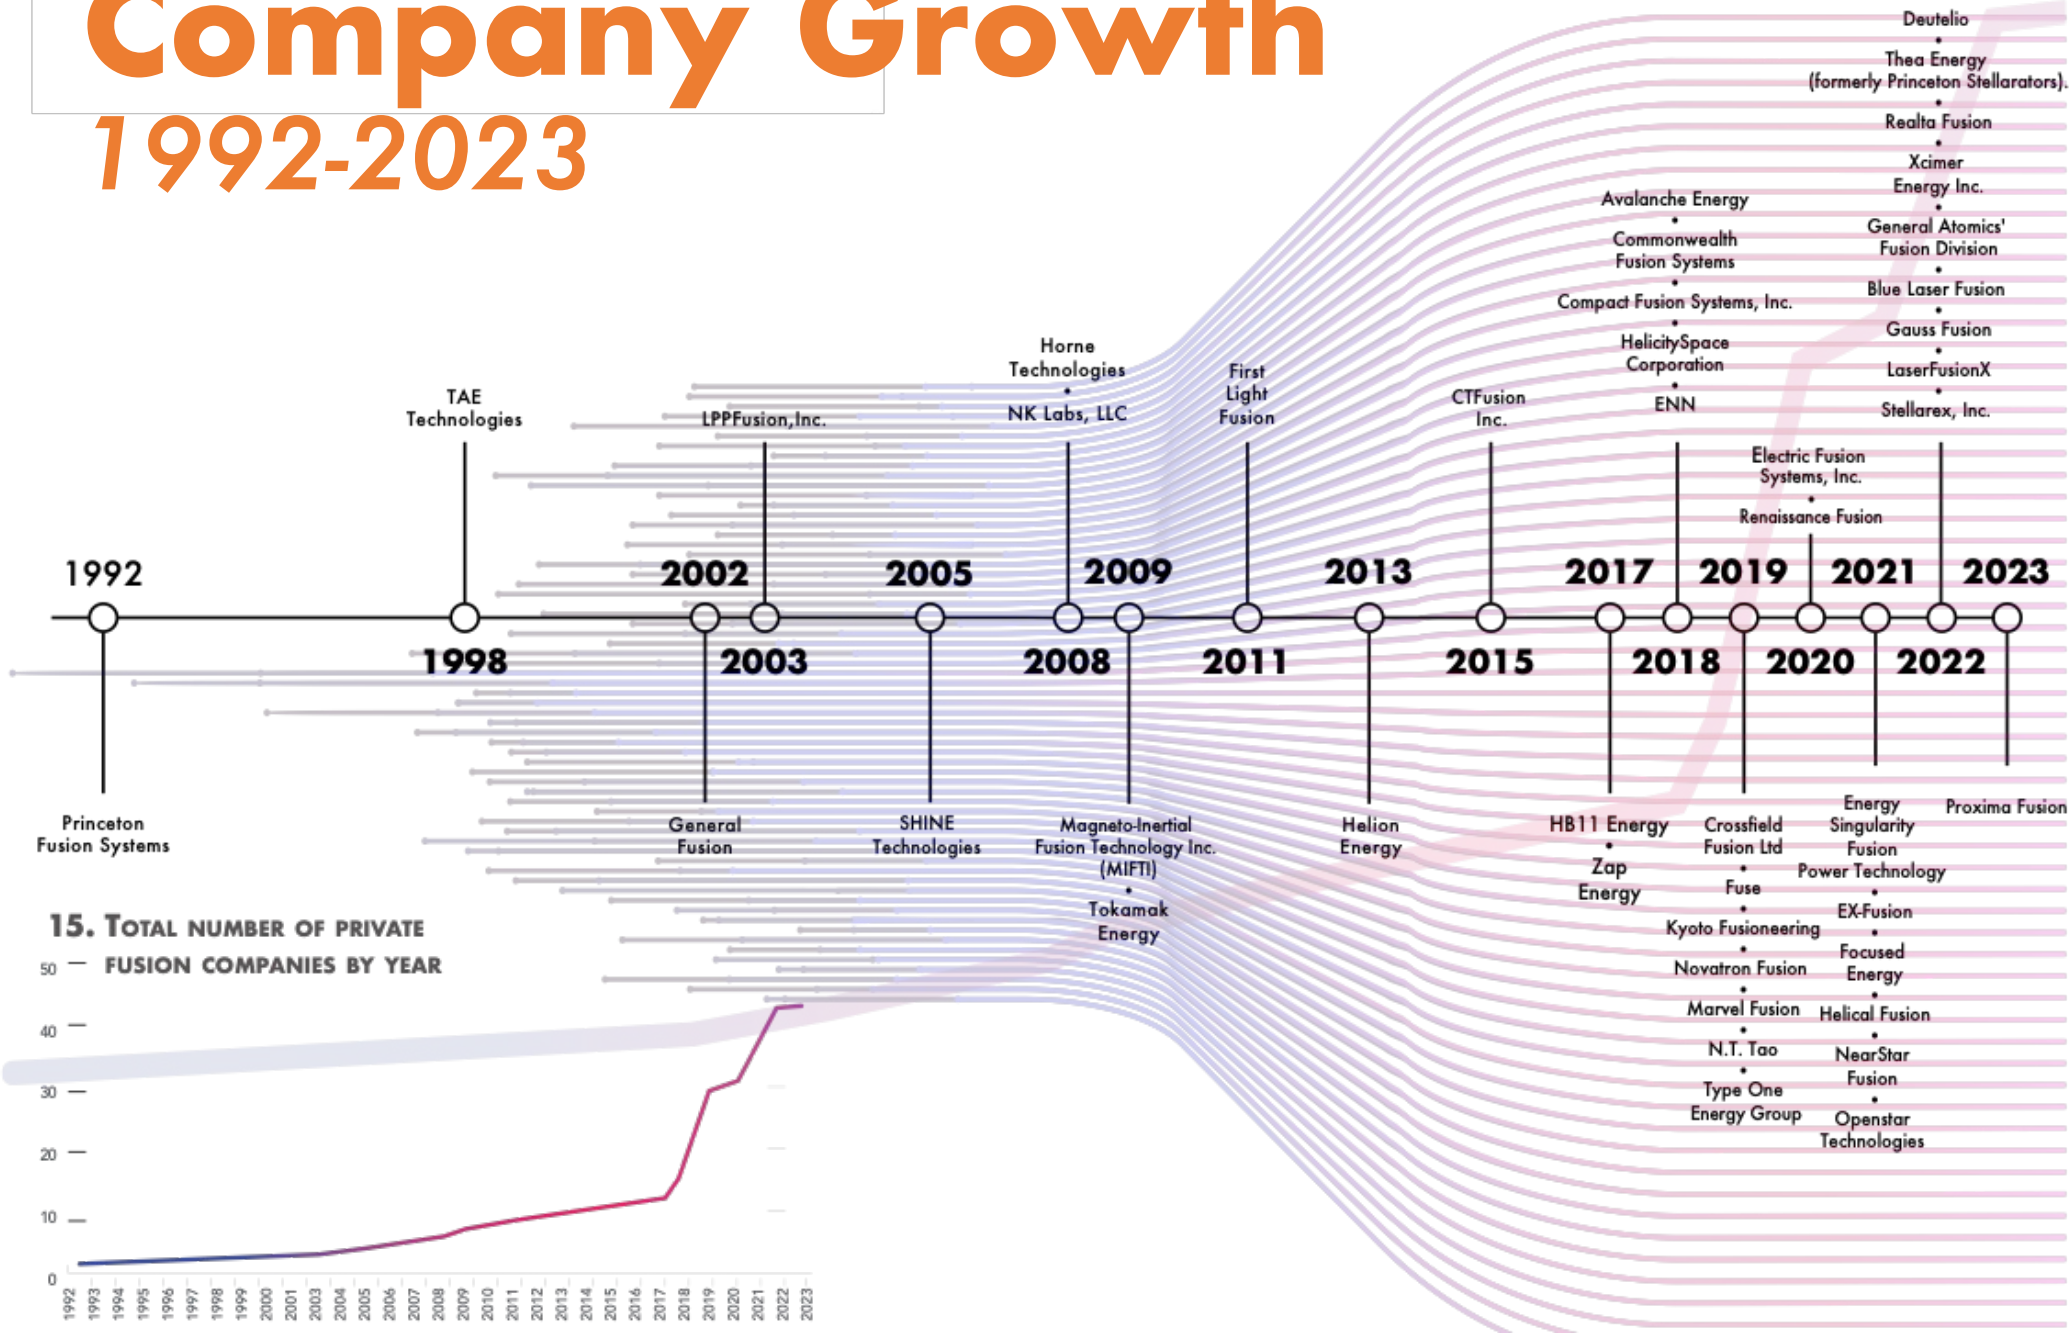 Company Growth
1992-2023
TAE
Technologies
LPPFusion,Inc.
Horne
Technologies
NK Labs, LLC
First
Light
Fusion
CTFusion
Inc.
Avalanche Energy
Commonwealth
Fusion Systems
Compact Fusion Systems, Inc.
HelicitySpace
Corporation
ENN
Electric Fusion
Systems, Inc.
Renaissance Fusion
Deutelio
Thea Energy
(formerly Princeton Stellarators).
Realta Fusion
Xcimer
Energy Inc.
General Atomics'
Fusion Division
Blue Laser Fusion
Gauss Fusion
LaserFusionX
Stellarex, Inc.
1992
2002
2005
2009
2013
2017
2019
2021
2023
1998
2003
2008
2011
2015
2018
2020
2022
Princeton
Fusion Systems
General
Fusion
SHINE
Technologies
Magneto-Inertial
Fusion Technology Inc.
(MIFTI)
Tokamak
Energy
Helion
Energy
HB11 Energy
Zap
Energy
Crossfield
Fusion Ltd
Fuse
Kyoto Fusioneering
Novatron Fusion
Marvel Fusion
N.T. Tao
Type One
Energy Group
Energy
Singularity
Fusion
Power Technology
EX-Fusion
Focused
Energy
Helical Fusion
NearStar
Fusion
Openstar
Technologies
Proxima Fusion
15. TOTAL NUMBER OF PRIVATE
FUSION COMPANIES BY YEAR
50
40
30
20
10
0
1992
1993
1994
1995
1996
1997
1998
1999
2000
2001
2003
2004
2005
2006
2007
2008
2009
2010
2011
2012
2013
2014
2015
2016
2017
2018
2019
2020
2021
2022
2023